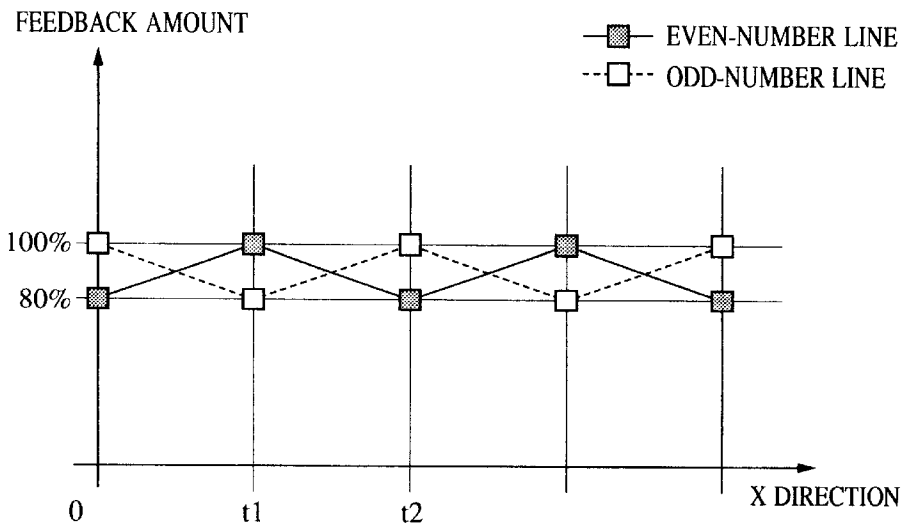 FEEDBACK AMOUNT
EVEN-NUMBER LINE
ODD-NUMBER LINE
100%
80%
0
t1
t2
X DIRECTION